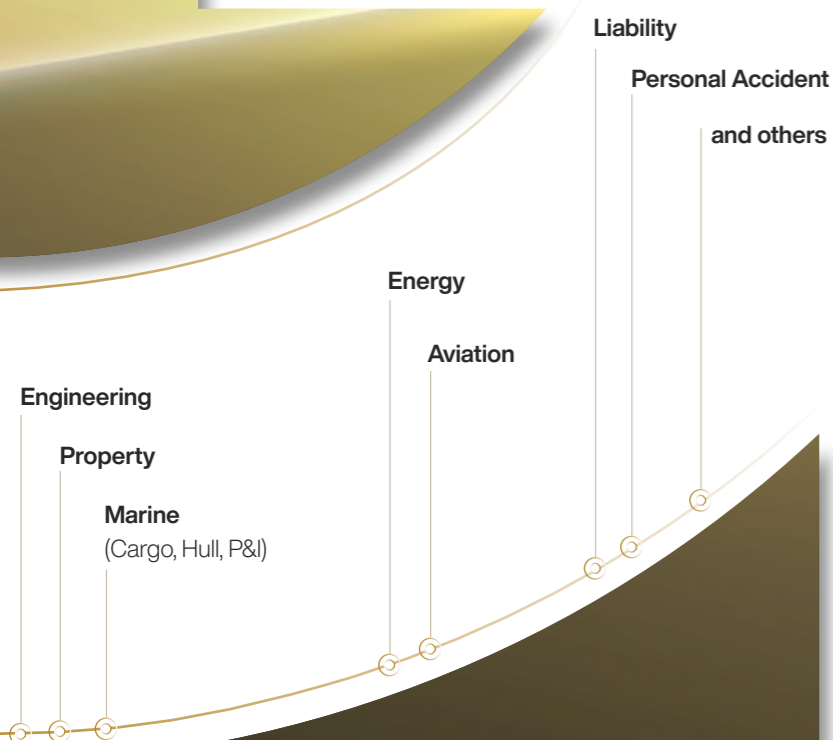 Liability
Personal Accident
and others
Energy
Aviation
Engineering
Property
Marine
(Cargo, Hull, P&I)